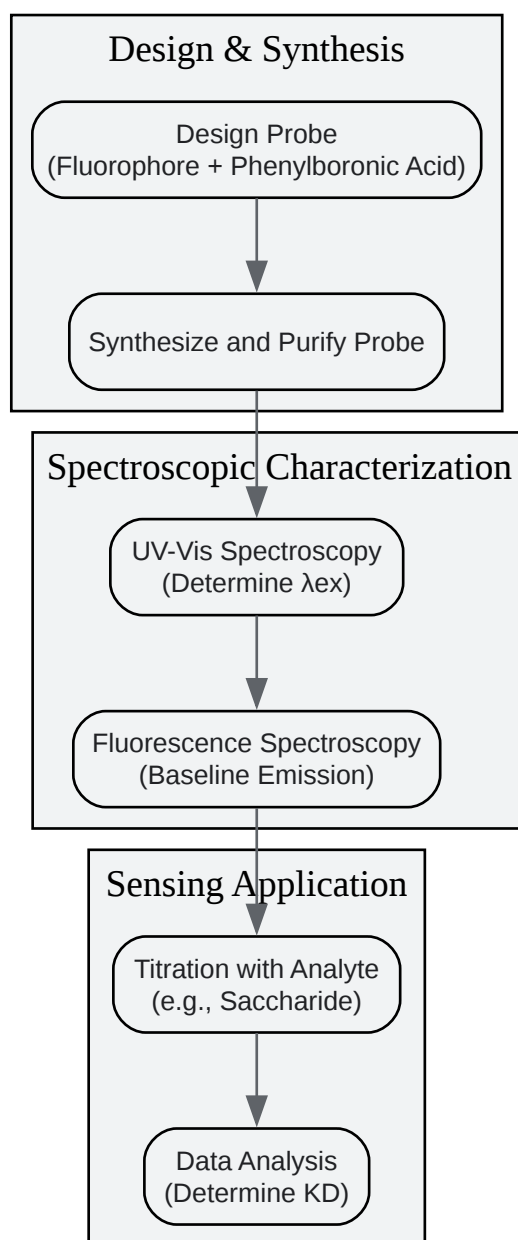 Design & Synthesis
Design Probe
(Fluorophore + Phenylboronic Acid)
Synthesize and Purify Probe
Spectroscopic Characterization
UV-Vis Spectroscopy
(Determine λex)
Fluorescence Spectroscopy
(Baseline Emission)
Sensing Application
Titration with Analyte
(e.g., Saccharide)
Data Analysis
(Determine KD)